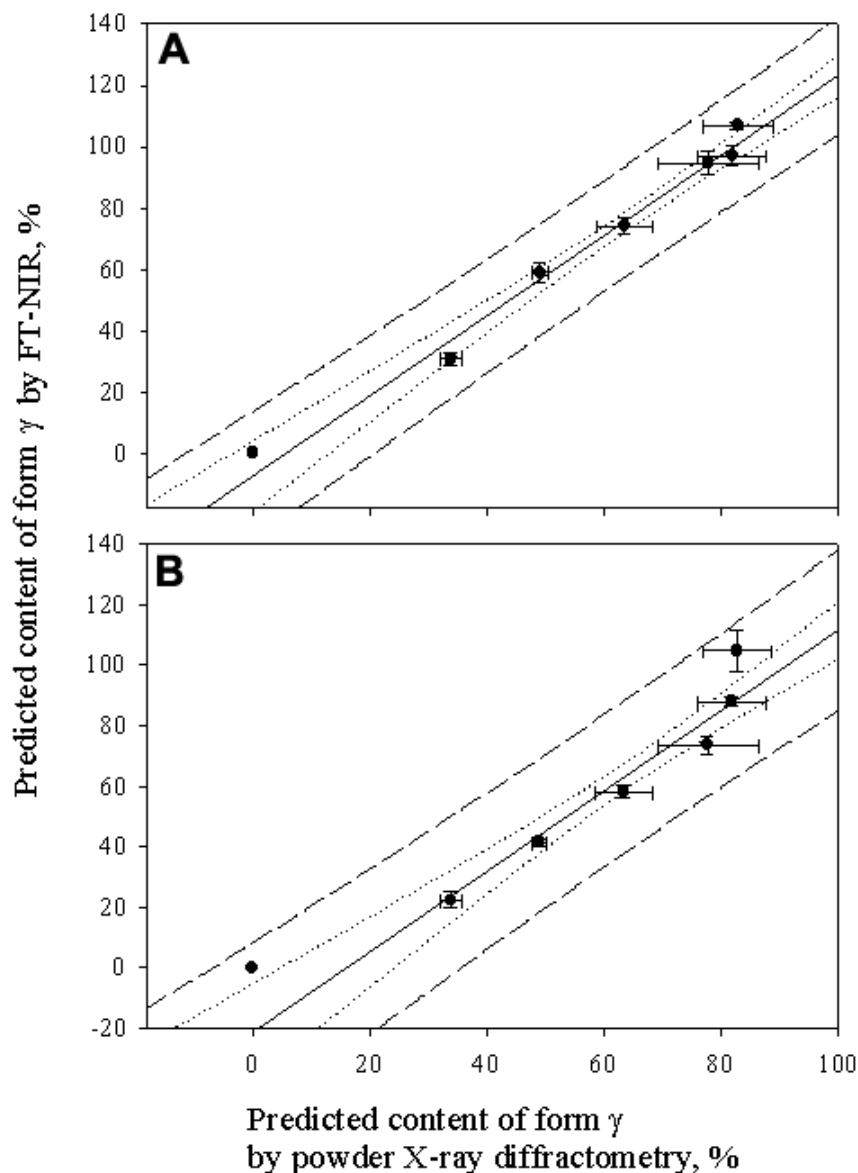 Predicted content of form γ by FT-NIR, %
A
140
120
100
80
60
40
20
0
B
140
120
100
80
60
40
20
0
-20
0 20 40 60 80 100
Predicted content of form γ
by powder X-ray diffractometry, %